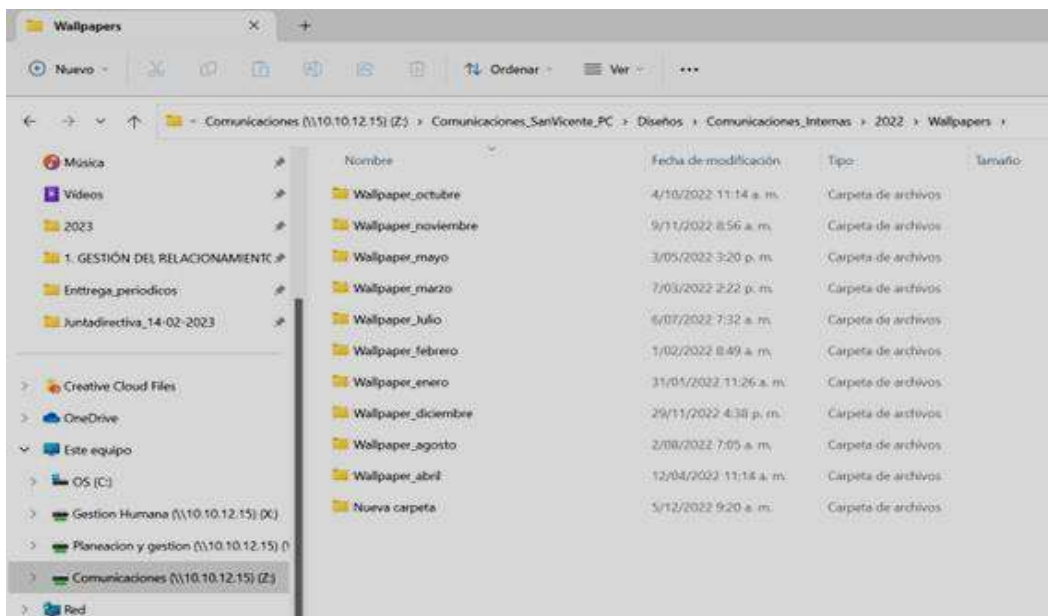 Wallpapers
Nuevo
Ordenar
Ver
Comunicaciones (\\10.10.12.15) (Z:) > Comunicaciones_SanVicente_PC > Diseños > Comunicaciones_Internas > 2022 > Wallpapers >
Música
Vídeos
2023
1. GESTIÓN DEL RELACIONAMIENTO
Enttrega_periodicos
Juntadirectiva_14-02-2023
Creative Cloud Files
OneDrive
Este equipo
OS (C:)
Gestion Humana (\\10.10.12.15) (X:)
Planeacion y gestion (\\10.10.12.15) (
Comunicaciones (\\10.10.12.15) (Z:)
Red
Nombre Fecha de modificación Tipo Tamaño
Wallpaper_octubre 4/10/2022 11:14 a. m. Carpeta de archivos
Wallpaper_noviembre 9/11/2022 8:56 a. m. Carpeta de archivos
Wallpaper_mayo 3/05/2022 3:20 p. m. Carpeta de archivos
Wallpaper_marzo 7/03/2022 2:22 p. m. Carpeta de archivos
Wallpaper_Julio 6/07/2022 7:32 a. m. Carpeta de archivos
Wallpaper_febrero 1/02/2022 8:49 a. m. Carpeta de archivos
Wallpaper_enero 31/01/2022 11:26 a. m. Carpeta de archivos
Wallpaper_diciembre 29/11/2022 4:38 p. m. Carpeta de archivos
Wallpaper_agosto 2/08/2022 7:05 a. m. Carpeta de archivos
Wallpaper_abril 12/04/2022 11:14 a. m. Carpeta de archivos
Nueva carpeta 5/12/2022 9:20 a. m. Carpeta de archivos